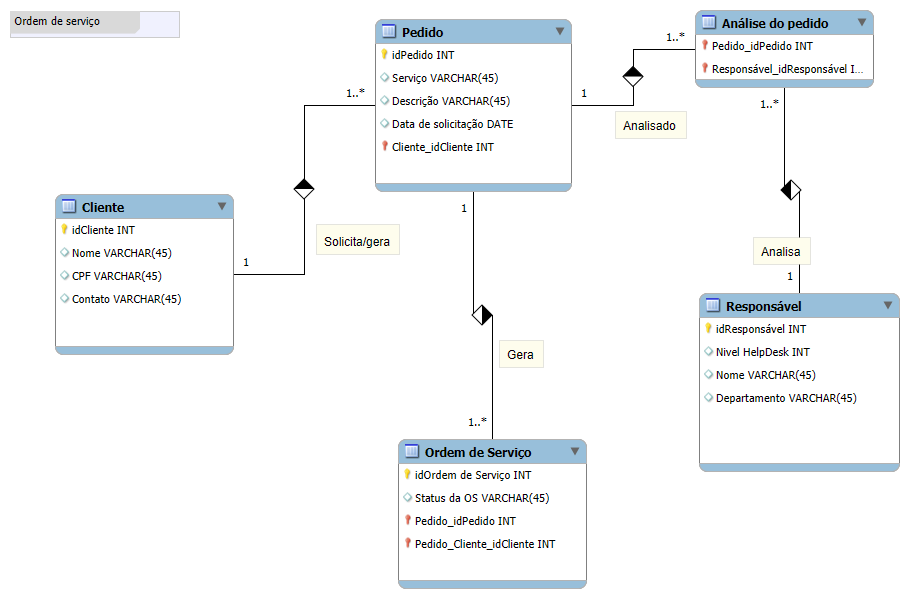 Ordem de serviço
Pedido
idPedido INT
Serviço VARCHAR(45)
Descrição VARCHAR(45)
Data de solicitação DATE
Cliente_idCliente INT
Análise do pedido
Pedido_idPedido INT
Responsável_idResponsável I...
1..*
1
Analisado
1..*
1..*
Cliente
idCliente INT
Nome VARCHAR(45)
CPF VARCHAR(45)
Contato VARCHAR(45)
1
Solicita/gera
1
Analisa
1
Responsável
idResponsável INT
Nivel HelpDesk INT
Nome VARCHAR(45)
Departamento VARCHAR(45)
Gera
1..*
Ordem de Serviço
idOrdem de Serviço INT
Status da OS VARCHAR(45)
Pedido_idPedido INT
Pedido_Cliente_idCliente INT